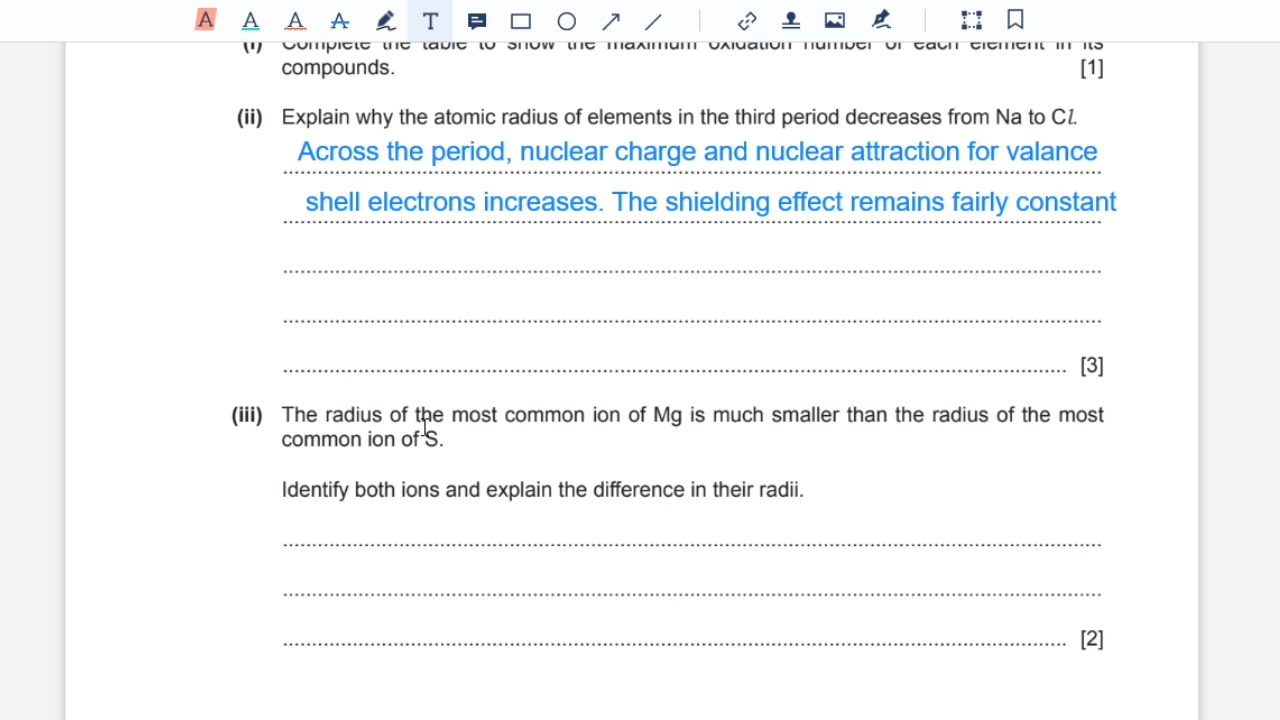 (i) Complete the table to show the maximum oxidation number of each element in its
compounds. [1]
(ii) Explain why the atomic radius of elements in the third period decreases from Na to Cl.
Across the period, nuclear charge and nuclear attraction for valance
shell electrons increases. The shielding effect remains fairly constant
[3]
(iii) The radius of the most common ion of Mg is much smaller than the radius of the most
common ion of S.
Identify both ions and explain the difference in their radii.
[2]